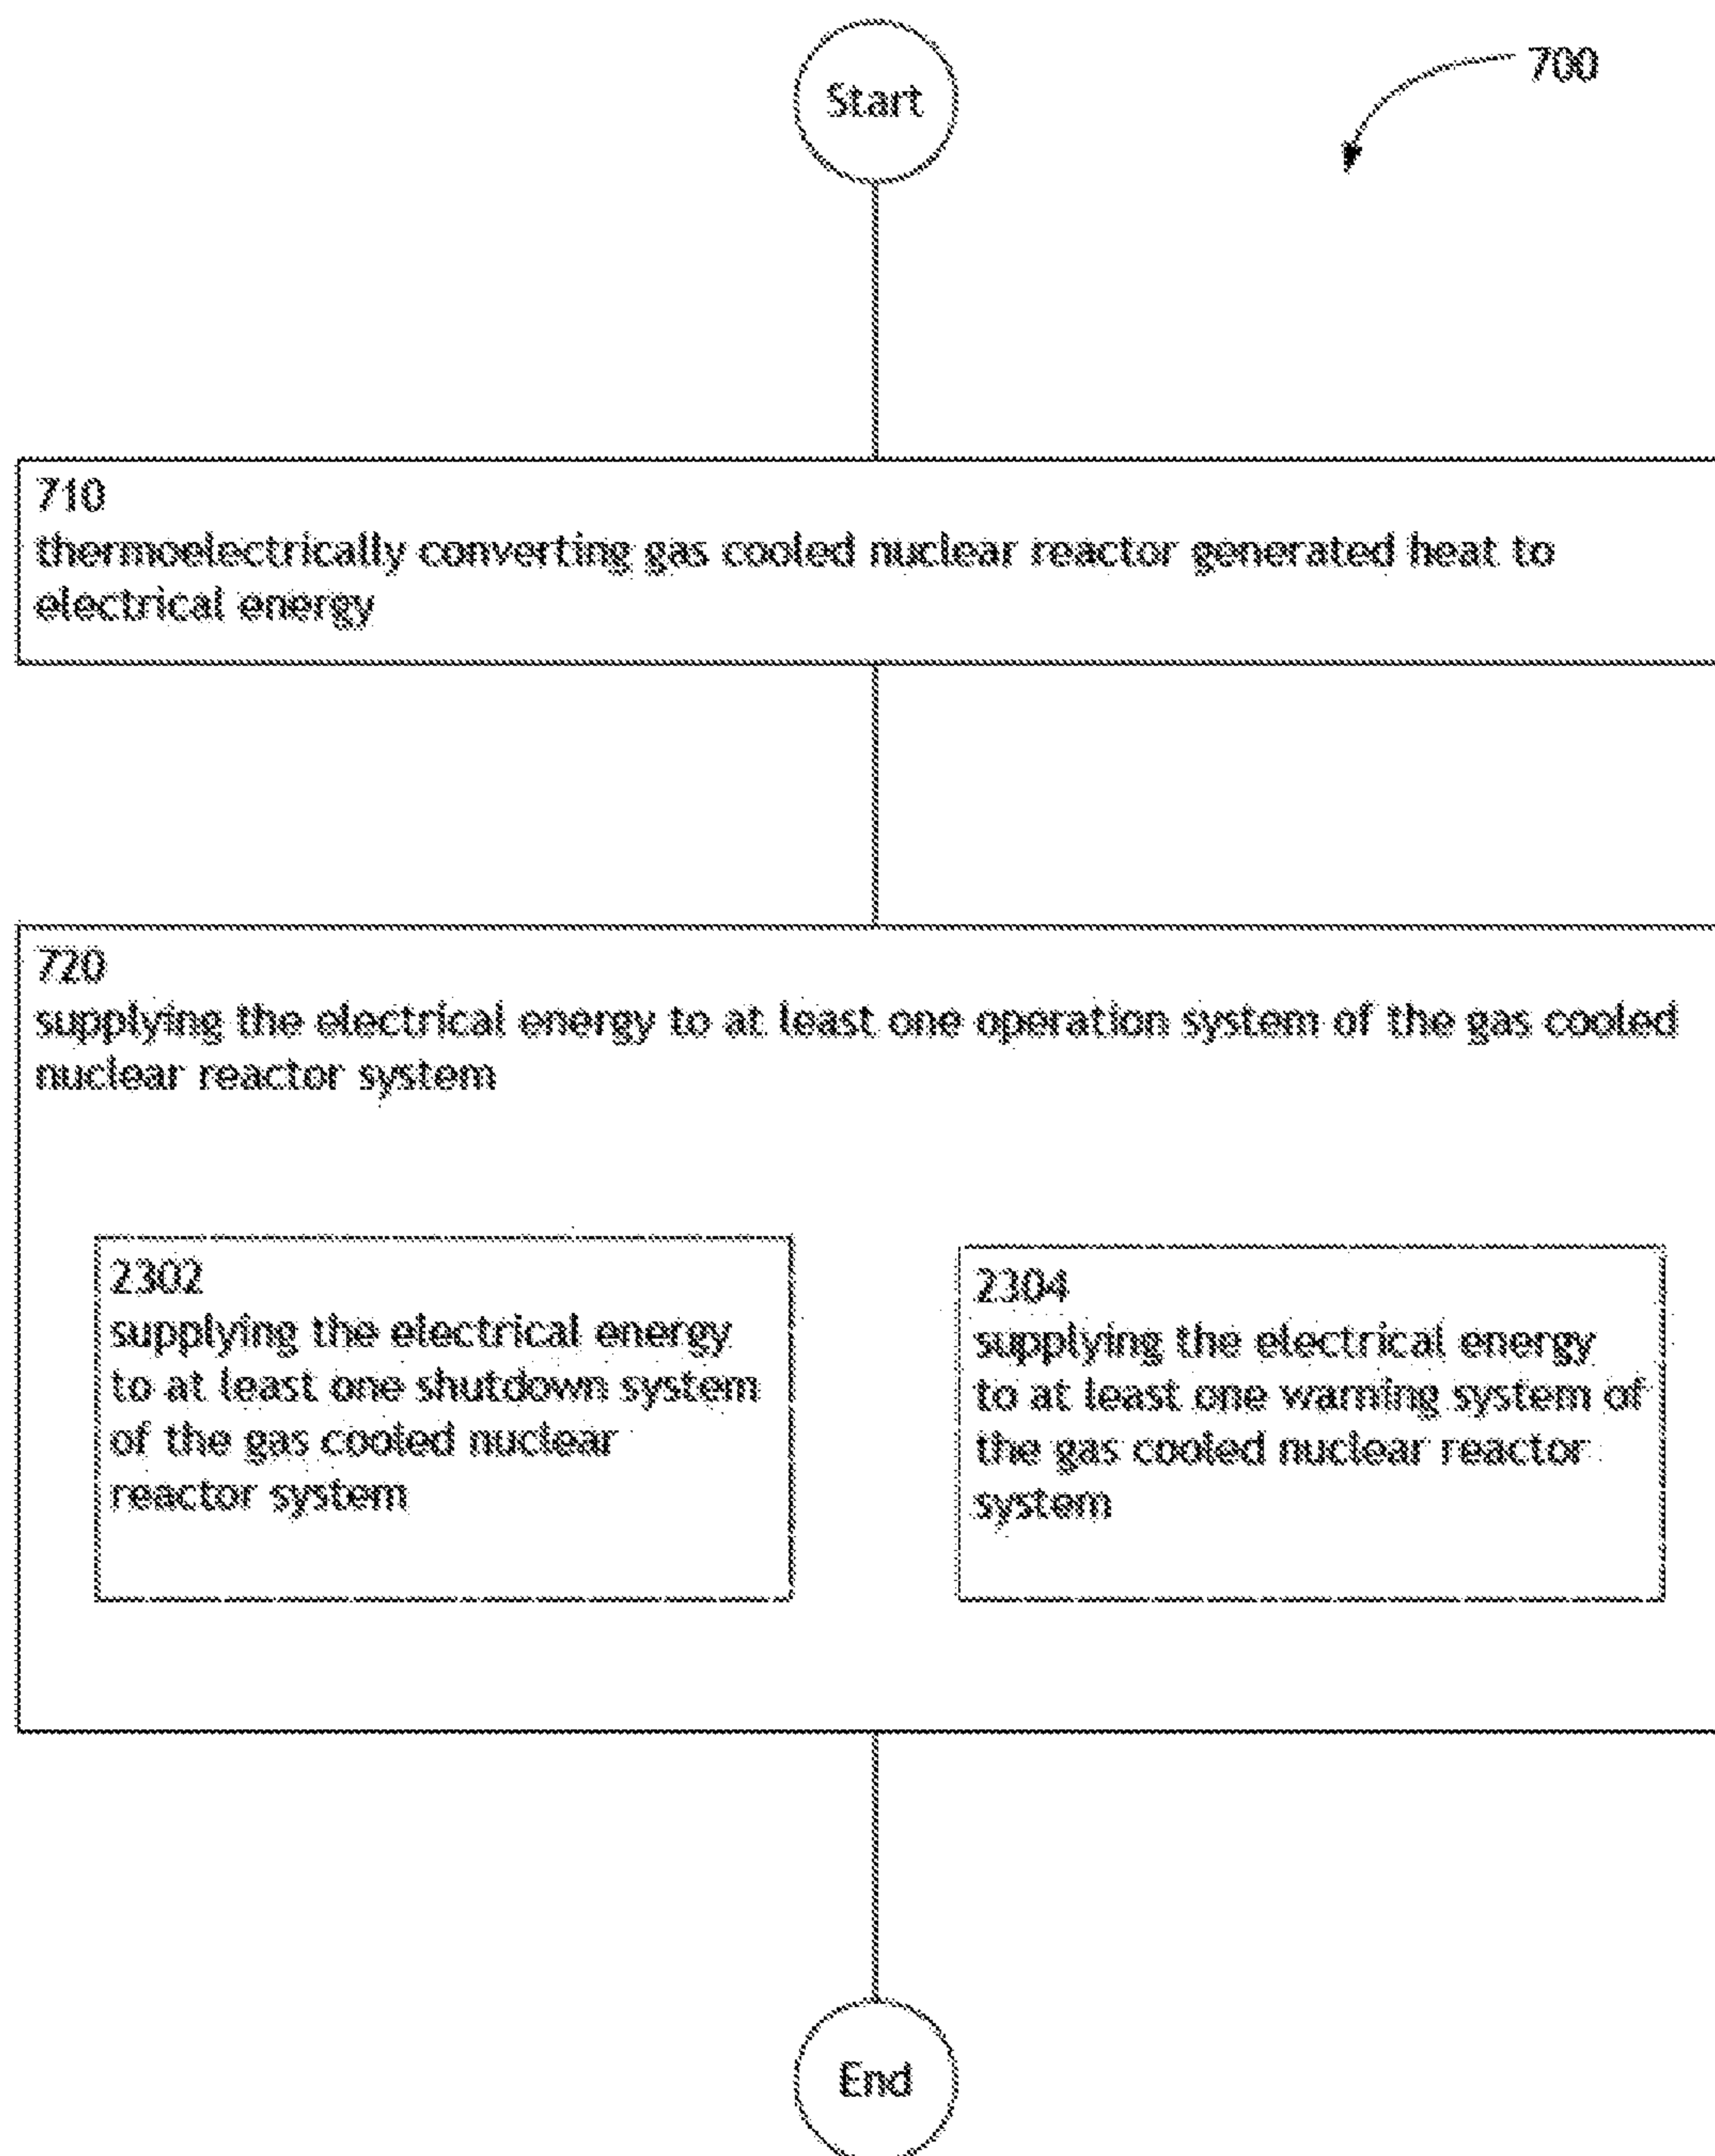 Start
700
710
thermoelectrically converting gas cooled nuclear reactor generated heat to
electrical energy
720
supplying the electrical energy to at least one operation system of the gas cooled
nuclear reactor system
2302
supplying the electrical energy
to at least one shutdown system
of the gas cooled nuclear
reactor system
2304
supplying the electrical energy
to at least one warning system of
the gas cooled nuclear reactor
system
End